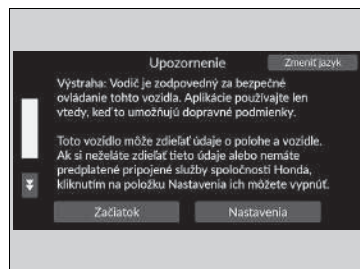 Upozornenie
Zmeniť jazyk
Výstraha: Vodič je zodpovedný za bezpečné
ovládanie tohto vozidla. Aplikácie používajte len
vtedy, keď to umožňujú dopravné podmienky.
Toto vozidlo môže zdieľať údaje o polohe a vozidle.
Ak si neželáte zdieľať tieto údaje alebo nemáte
predplatené pripojené služby spoločnosti Honda,
kliknutím na položku Nastavenia ich môžete vypnúť.
Začiatok
Nastavenia